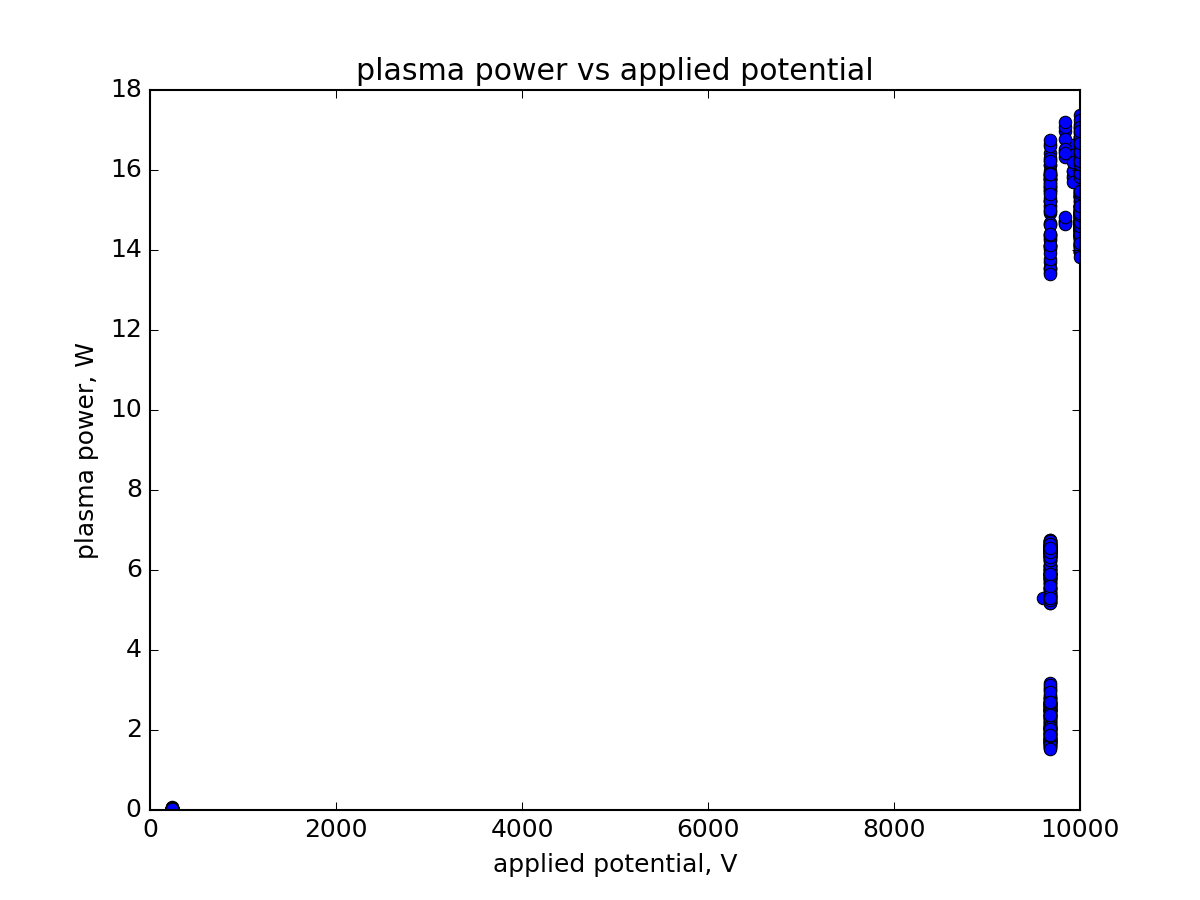 plasma power vs applied potential
18
16
14
12
10
8
6
4
2
0
plasma power, W
0 2000 4000 6000 8000 10000
applied potential, V